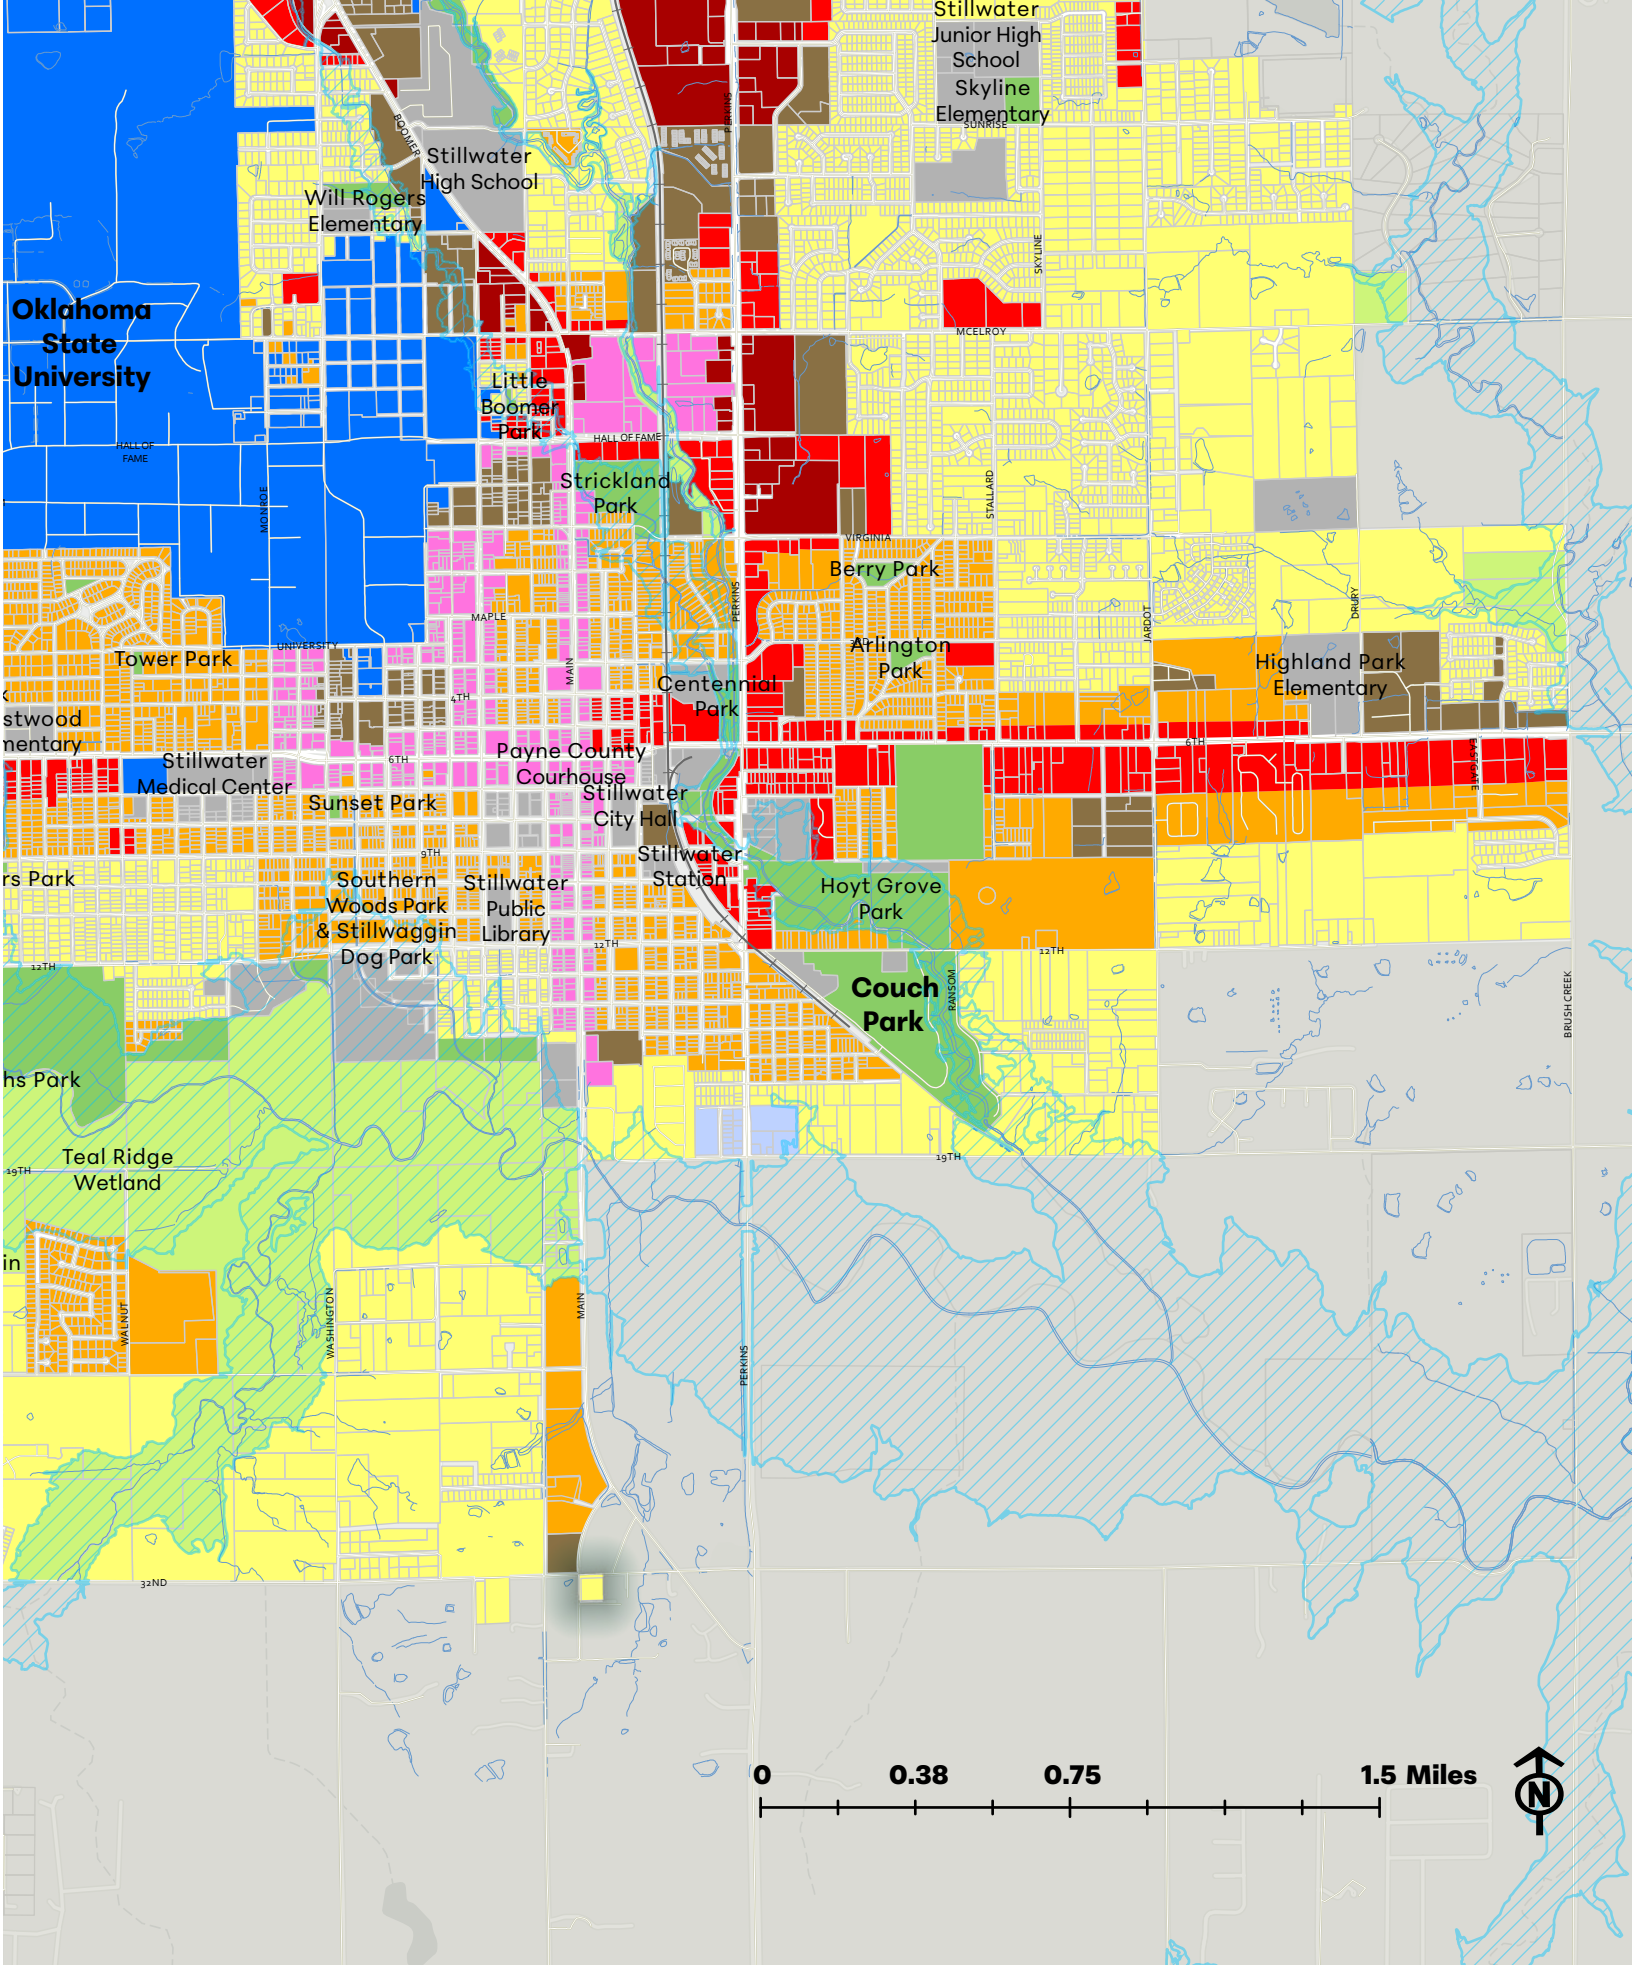 Stillwater
Junior High
School
Skyline
Elementary
SUNRISE
PERKINS
BOOMER
Stillwater
High School
Will Rogers
Elementary
SKYLINE
Oklahoma
State
University
MCELROY
Little
Boomer
Park
HALL OF FAME
HALL OF
FAME
Strickland
Park
MONROE
STALLARD
VIRGINIA
Berry Park
PERKINS
MAPLE
JARDOT
DRURY
UNIVERSITY
Tower Park
MAIN
3RD
Arlington
Park
Highland Park
Elementary
4TH
Centennial
Park
k
stwood
mentary
6TH
EASTGATE
Payne County
Courhouse
6TH
Stillwater
Medical Center
Sunset Park
Stillwater
City Hall
9TH
Stillwater
Station
rs Park
Southern
Woods Park
& Stillwaggin
Dog Park
Stillwater
Public
Library
Hoyt Grove
Park
12TH
12TH
12TH
RANSOM
BRUSH CREEK
Couch
Park
hs Park
Teal Ridge
Wetland
19TH
19TH
in
WALNUT
WASHINGTON
MAIN
PERKINS
32ND
0 0.38 0.75 1.5 Miles
N